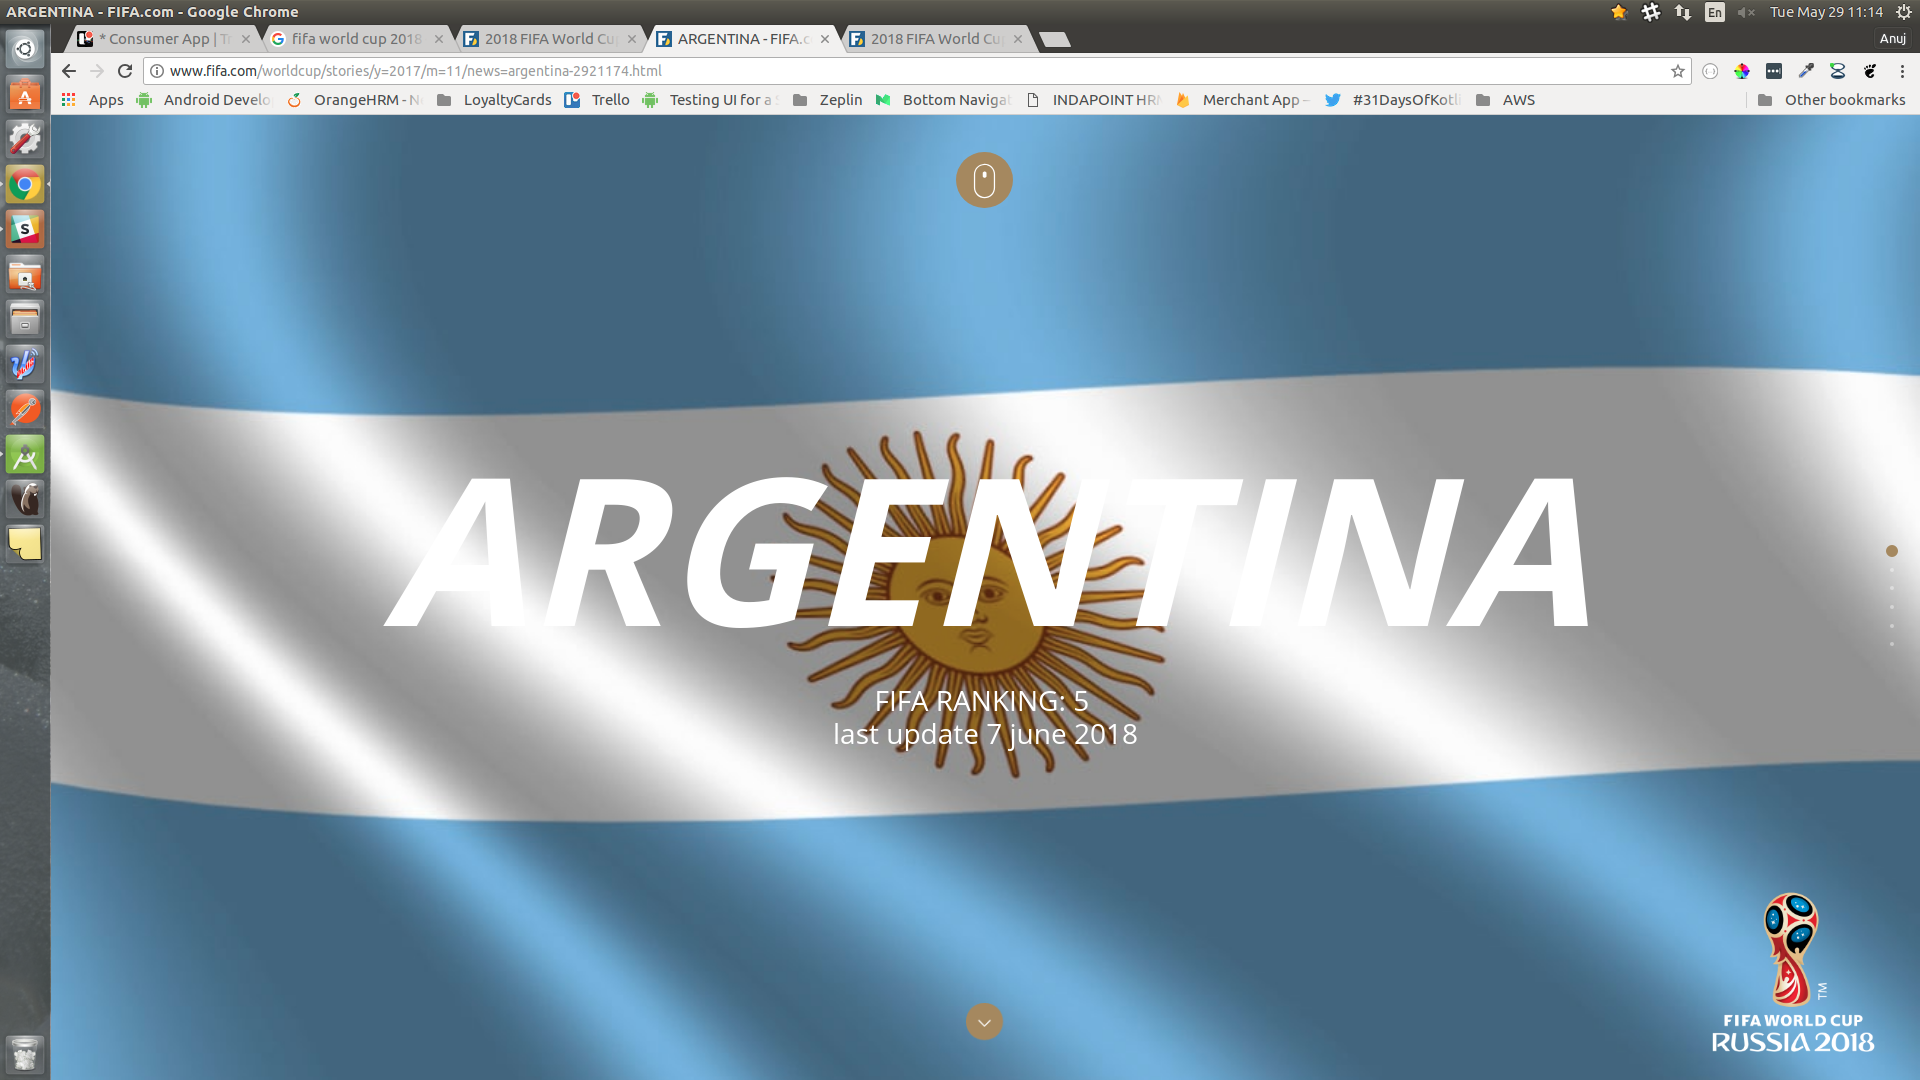 ARGENTINA - FIFA.com - Google Chrome
En
Tue May 29 11:14
* Consumer App | Tr
fifa world cup 2018
2018 FIFA World Cu
ARGENTINA - FIFA.c
2018 FIFA World Cu
Anuj
www.fifa.com/worldcup/stories/y=2017/m=11/news=argentina-2921174.html
Apps
Android Develo
OrangeHRM - N
LoyaltyCards
Trello
Testing UI for a S
Zeplin
Bottom Navigat
INDAPOINT HRM
Merchant App -
#31DaysOfKotl
AWS
Other bookmarks
ARGENTINA
FIFA RANKING: 5
last update 7 june 2018
TM
FIFA WORLD CUP
RUSSIA 2018